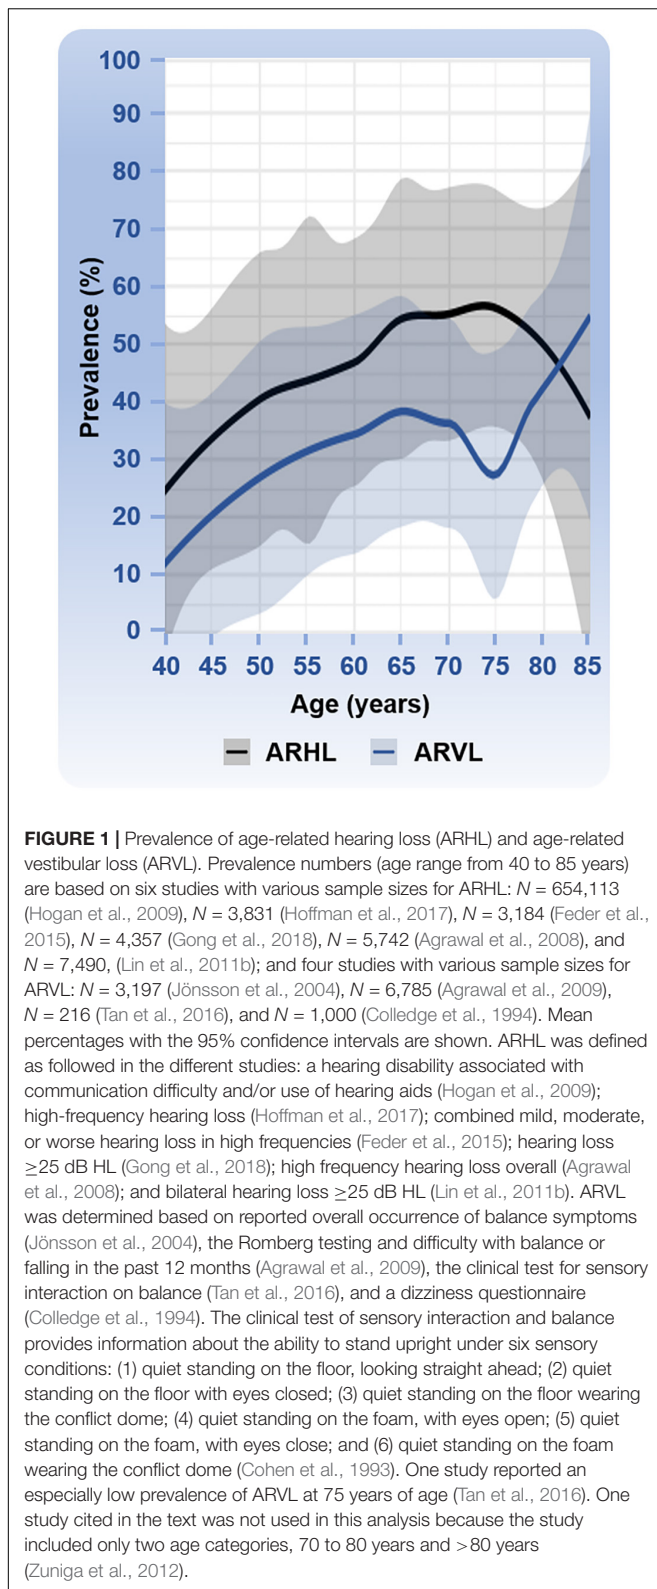 100
90
80
70
60
50
40
30
20
10
0
Prevalence (%)
40 45 50 55 60 65 70 75 80 85
Age (years)
ARHL ARVL
FIGURE 1 | Prevalence of age-related hearing loss (ARHL) and age-related
vestibular loss (ARVL). Prevalence numbers (age range from 40 to 85 years)
are based on six studies with various sample sizes for ARHL: N = 654,113
(Hogan et al., 2009), N = 3,831 (Hoffman et al., 2017), N = 3,184 (Feder et al.,
2015), N = 4,357 (Gong et al., 2018), N = 5,742 (Agrawal et al., 2008), and
N = 7,490, (Lin et al., 2011b); and four studies with various sample sizes for
ARVL: N = 3,197 (Jönsson et al., 2004), N = 6,785 (Agrawal et al., 2009),
N = 216 (Tan et al., 2016), and N = 1,000 (Colledge et al., 1994). Mean
percentages with the 95% confidence intervals are shown. ARHL was defined
as followed in the different studies: a hearing disability associated with
communication difficulty and/or use of hearing aids (Hogan et al., 2009);
high-frequency hearing loss (Hoffman et al., 2017); combined mild, moderate,
or worse hearing loss in high frequencies (Feder et al., 2015); hearing loss
≥25 dB HL (Gong et al., 2018); high frequency hearing loss overall (Agrawal
et al., 2008); and bilateral hearing loss ≥25 dB HL (Lin et al., 2011b). ARVL
was determined based on reported overall occurrence of balance symptoms
(Jönsson et al., 2004), the Romberg testing and difficulty with balance or
falling in the past 12 months (Agrawal et al., 2009), the clinical test for sensory
interaction on balance (Tan et al., 2016), and a dizziness questionnaire
(Colledge et al., 1994). The clinical test of sensory interaction and balance
provides information about the ability to stand upright under six sensory
conditions: (1) quiet standing on the floor, looking straight ahead; (2) quiet
standing on the floor with eyes closed; (3) quiet standing on the floor wearing
the conflict dome; (4) quiet standing on the foam, with eyes open; (5) quiet
standing on the foam, with eyes close; and (6) quiet standing on the foam
wearing the conflict dome (Cohen et al., 1993). One study reported an
especially low prevalence of ARVL at 75 years of age (Tan et al., 2016). One
study cited in the text was not used in this analysis because the study
included only two age categories, 70 to 80 years and >80 years
(Zuniga et al., 2012).